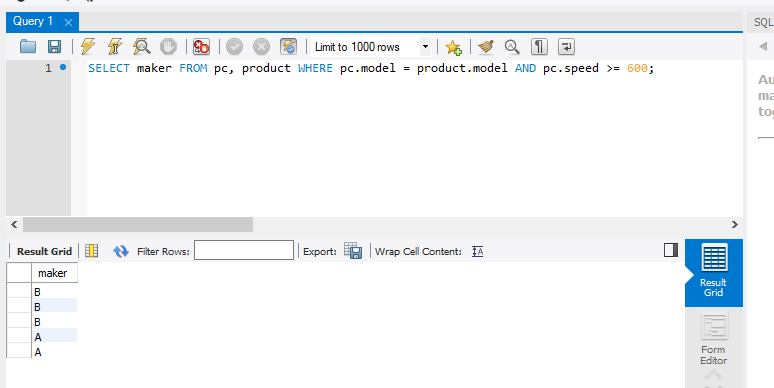 Query 1 ×
SQL
Limit to 1000 rows
1 SELECT maker FROM pc, product WHERE pc.model = product.model AND pc.speed >= 600;
Au
ma
tog
Result Grid
Filter Rows:
Export:
Wrap Cell Content:
maker
B
B
B
A
A
Result
Grid
Form
Editor